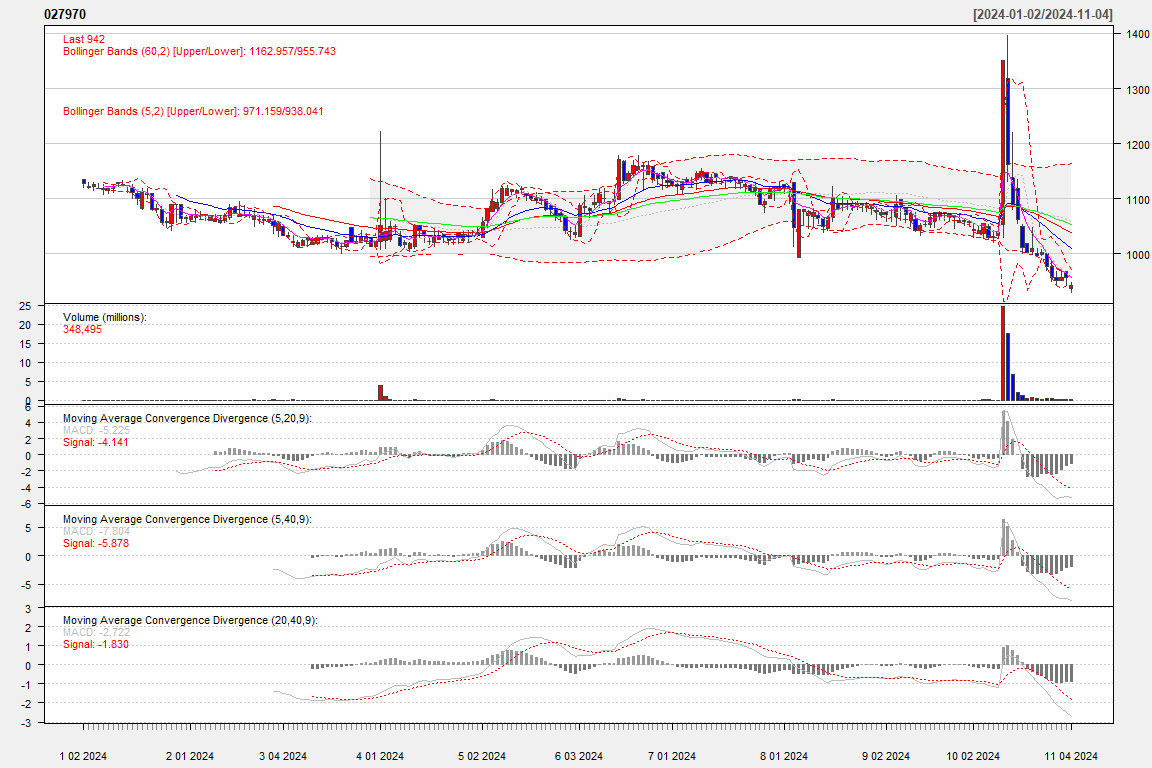 027970 [2024-01-02/2024-11-04]
Last 942
Bollinger Bands (60,2) [Upper/Lower]: 1162.957/955.743
Bollinger Bands (5,2) [Upper/Lower]: 971.159/938.041
1400
1300
1200
1100
1000
Volume (millions):
348,495
25
20
15
10
5
0
Moving Average Convergence Divergence (5,20,9):
MACD: -5.225
Signal: -4.141
6
4
2
0
-2
-4
-6
Moving Average Convergence Divergence (5,40,9):
MACD: -7.804
Signal: -5.878
5
0
-5
Moving Average Convergence Divergence (20,40,9):
MACD: -2.722
Signal: -1.830
3
2
1
0
-1
-2
-3
1 02 2024 2 01 2024 3 04 2024 4 01 2024 5 02 2024 6 03 2024 7 01 2024 8 01 2024 9 02 2024 10 02 2024 11 04 2024